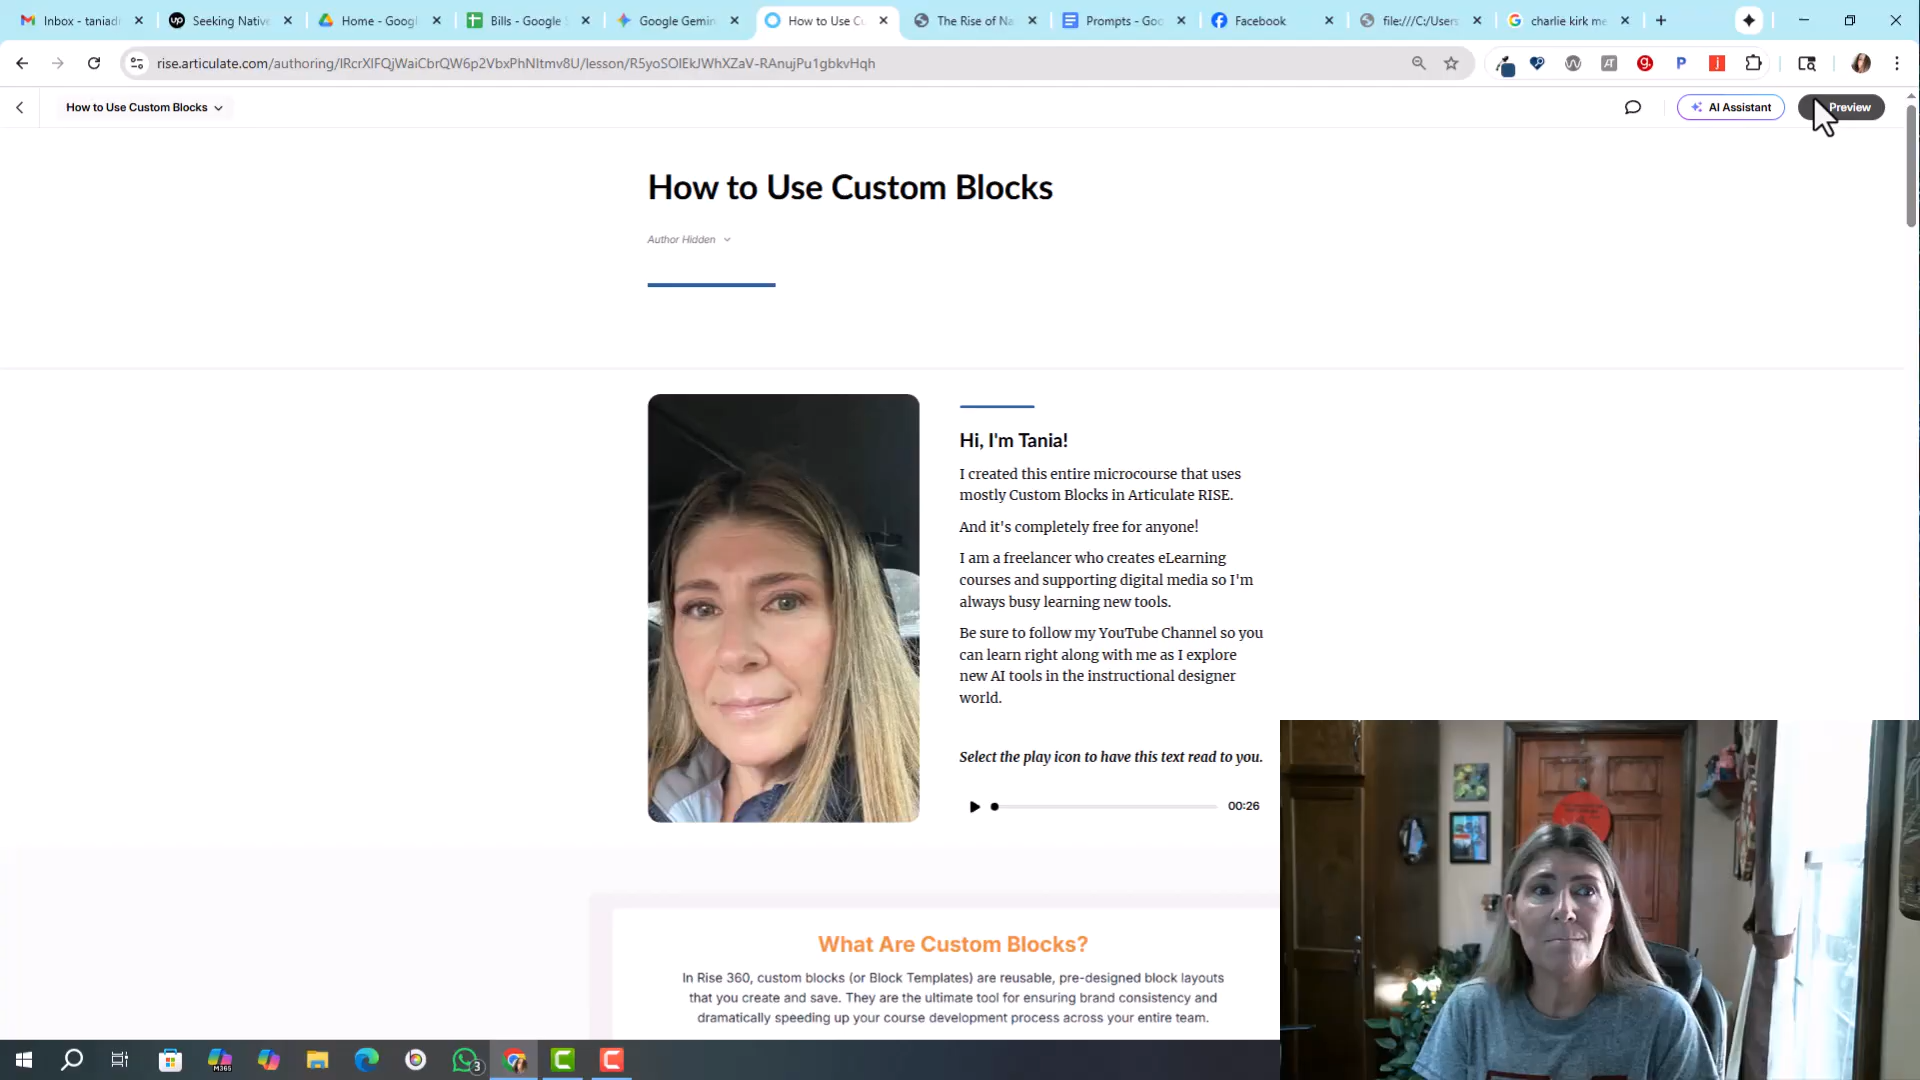 Inbox - taniadr
Seeking Native
Home - Googl
Bills - Google S
Google Gemin
How to Use Cu
The Rise of Na
Prompts - Goo
Facebook
file:///C:/Users
charlie kirk me
rise.articulate.com/authoring/
How to Use Custom Blocks
AI Assistant
Preview
How to Use Custom Blocks
Author Hidden
Hi, I'm Tania!
I created this entire microcourse that uses
mostly Custom Blocks in Articulate RISE.
And it's completely free for anyone!
I am a freelancer who creates eLearning
courses and supporting digital media so I'm
always busy learning new tools.
Be sure to follow my YouTube Channel so you
can learn right along with me as I explore
new AI tools in the instructional designer
world.
Select the play icon to have this text read to you.
00:26
What Are Custom Blocks?
In Rise 360, custom blocks (or Block Templates) are reusable, pre-designed block layouts
that you create and save. They are the ultimate tool for ensuring brand consistency and
dramatically speeding up your course development process across your entire team.